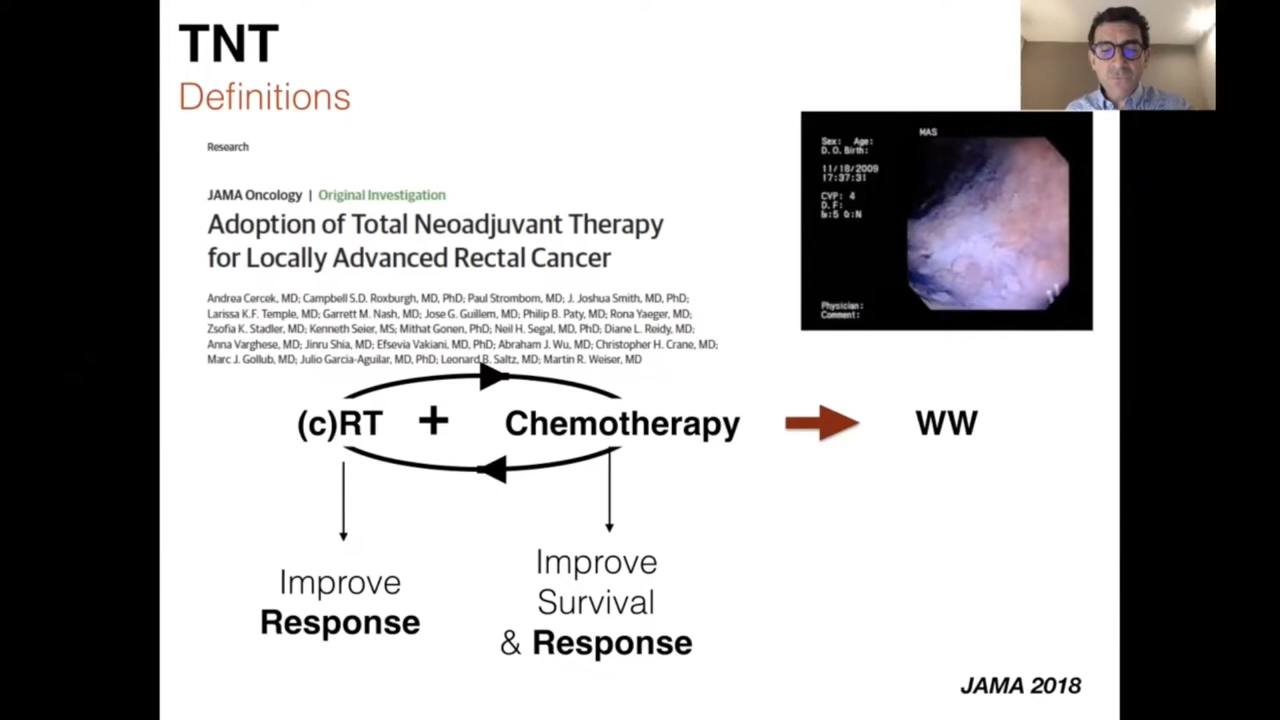 TNT
Definitions
Research
JAMA Oncology | Original Investigation
Adoption of Total Neoadjuvant Therapy
for Locally Advanced Rectal Cancer
Andrea Cercek, MD; Campbell S.D. Roxburgh, MD, PhD; Paul Strombom, MD; J. Joshua Smith, MD, PhD;
Larissa K.F. Temple, MD; Garrett M. Nash, MD; Jose G. Guillem, MD; Philip B. Paty, MD; Rona Yaeger, MD;
Zsofia K. Stadler, MD; Kenneth Seier, MS; Mithat Gonen, PhD; Neil H. Segal, MD, PhD; Diane L. Reidy, MD;
Anna Varghese, MD; Jinru Shia, MD; Efsevia Vakiani, MD, PhD; Abraham J. Wu, MD; Christopher H. Crane, MD;
Marc J. Gollub, MD; Julio Garcia-Aguilar, MD, PhD; Leonard B. Saltz, MD; Martin R. Weiser, MD
MAS
Sex: Age:
D.O.Birth:
11/18/2009
17:37:31
CVP: 4
D.F:
Physician:
Comment:
(c)RT + Chemotherapy WW
Improve
Response
Improve
Survival
& Response
JAMA 2018